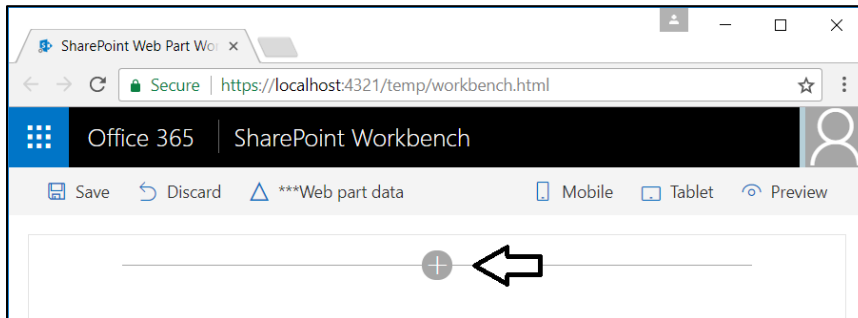 SharePoint Web Part Wor
Secure | https://localhost:4321/temp/workbench.html
Office 365 SharePoint Workbench
Save Discard ***Web part data Mobile Tablet Preview